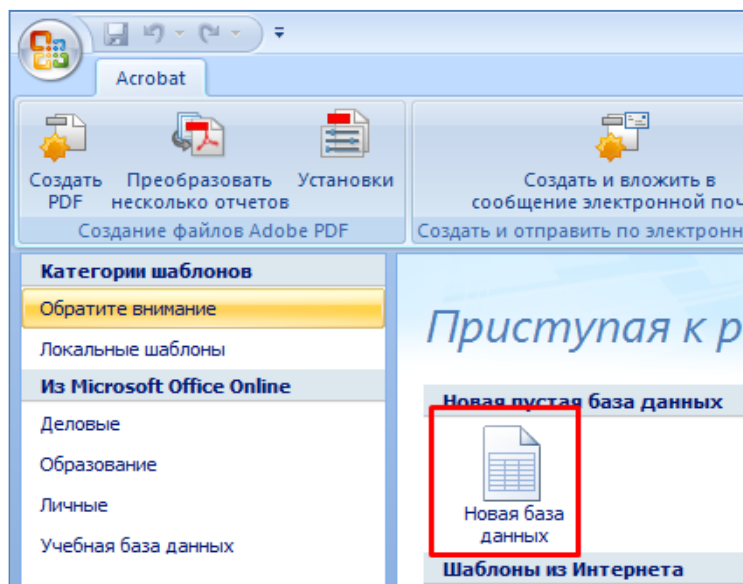 Acrobat
Создать PDF
Преобразовать несколько отчетов
Установки
Создание файлов Adobe PDF
Создать и вложить в
сообщение электронной поч
Создать и отправить по электронн
Категории шаблонов
Обратите внимание
Локальные шаблоны
Из Microsoft Office Online
Деловые
Образование
Личные
Учебная база данных
Приступая к р
Новая пустая база данных
Новая база
данных
Шаблоны из Интернета